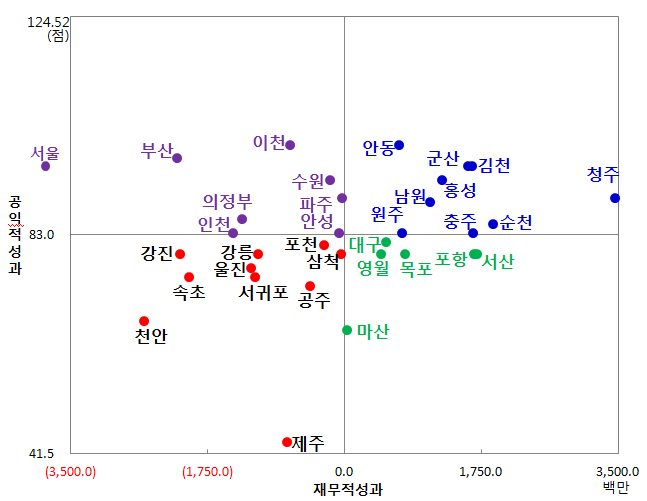 124.52
(점)
이천
안동
부산
서울
군산
김천
수원
홍성
청주
파주
남원
의정부
원주
안성
인천
충주
순천
공익적성과
83.0
포천
대구
강진
강릉
삼척
영월
목포
포항
서산
울진
속초
서귀포
공주
천안
마산
제주
41.5
(3,500.0)
(1,750.0)
0.0
1,750.0
3,500.0
재무적성과
백만